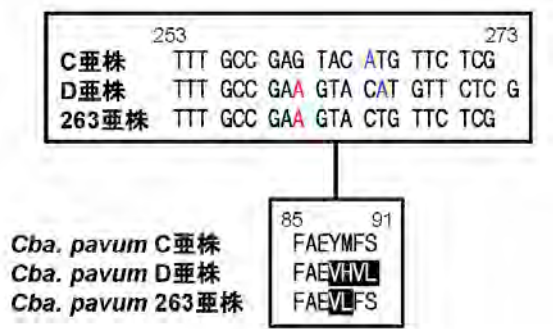 253 273
C亜株 TTT GCC GAG TAC ATG TTC TCG
D亜株 TTT GCC GAA GTA CAT GTT CTC G
263亜株 TTT GCC GAA GTA CTG TTC TCG
85 91
Cba. pavum C亜株 FAEYMFS
Cba. pavum D亜株 FAEVHVL
Cba. pavum 263亜株 FAEVLFS